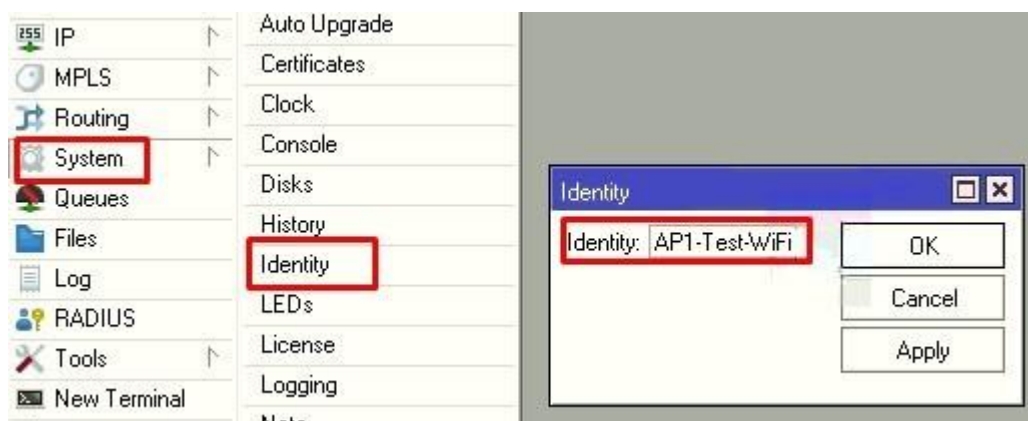 255
IP
MPLS
Routing
System
Queues
Files
Log
RADIUS
Tools
New Terminal
Auto Upgrade
Certificates
Clock
Console
Disks
History
Identity
LEDs
License
Logging
Identity
Identity: AP1-Test-WiFi
OK
Cancel
Apply